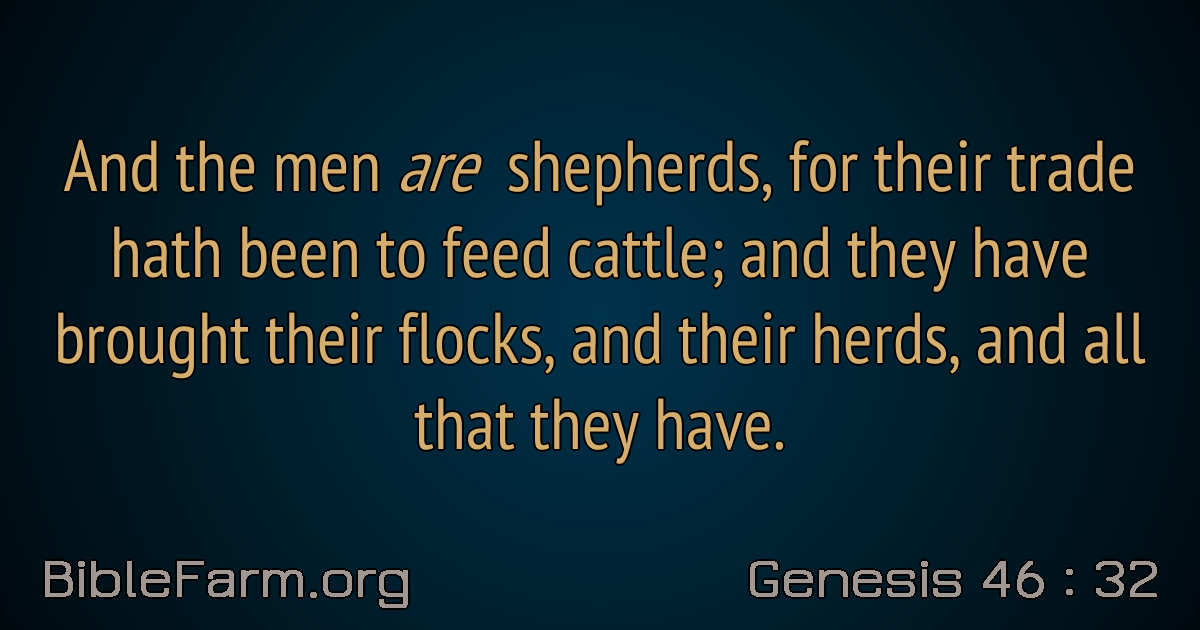 And the men are shepherds, for their trade
hath been to feed cattle; and they have
brought their flocks, and their herds, and all
that they have.
BibleFarm.org
Genesis 46 : 32